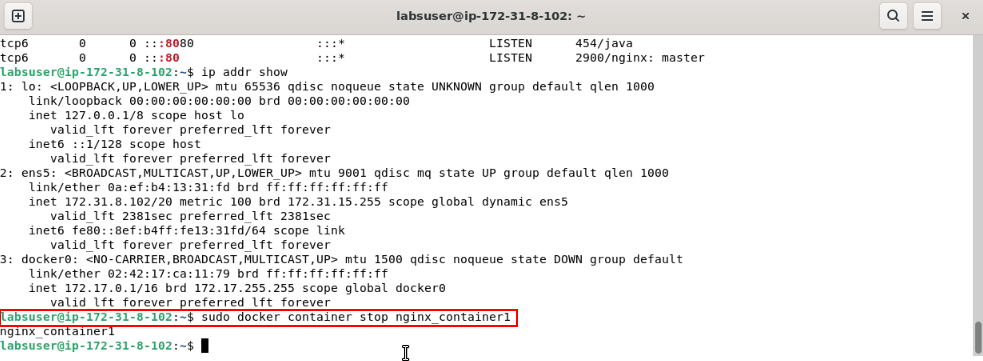 labsuser@ip-172-31-8-102: ~
tcp6       0      0 :::8080                 :::*                    LISTEN      454/java
tcp6       0      0 :::80                   :::*                    LISTEN      2900/nginx: master
labsuser@ip-172-31-8-102:~$ ip addr show
1: lo: <LOOPBACK,UP,LOWER_UP> mtu 65536 qdisc noqueue state UNKNOWN group default qlen 1000
    link/loopback 00:00:00:00:00:00 brd 00:00:00:00:00:00
    inet 127.0.0.1/8 scope host lo
       valid_lft forever preferred_lft forever
    inet6 ::1/128 scope host
       valid_lft forever preferred_lft forever
2: ens5: <BROADCAST,MULTICAST,UP,LOWER_UP> mtu 9001 qdisc mq state UP group default qlen 1000
    link/ether 0a:ef:b4:13:31:fd brd ff:ff:ff:ff:ff:ff
    inet 172.31.8.102/20 metric 100 brd 172.31.15.255 scope global dynamic ens5
       valid_lft 2381sec preferred_lft 2381sec
    inet6 fe80::8ef:b4ff:fe13:31fd/64 scope link
       valid_lft forever preferred_lft forever
3: docker0: <NO-CARRIER,BROADCAST,MULTICAST,UP> mtu 1500 qdisc noqueue state DOWN group default
    link/ether 02:42:17:ca:11:79 brd ff:ff:ff:ff:ff:ff
    inet 172.17.0.1/16 brd 172.17.255.255 scope global docker0
       valid_lft forever preferred_lft forever
labsuser@ip-172-31-8-102:~$ sudo docker container stop nginx_container1
nginx_container1
labsuser@ip-172-31-8-102:~$